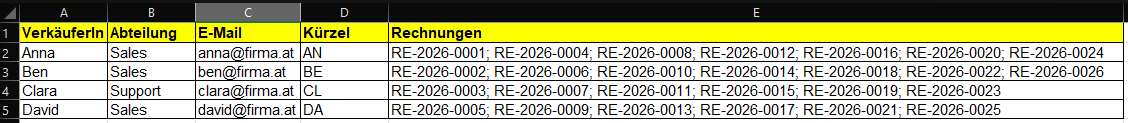 A B C D E
1 VerkäuferIn Abteilung E-Mail Kürzel Rechnungen
2 Anna Sales anna@firma.at AN RE-2026-0001; RE-2026-0004; RE-2026-0008; RE-2026-0012; RE-2026-0016; RE-2026-0020; RE-2026-0024
3 Ben Sales ben@firma.at BE RE-2026-0002; RE-2026-0006; RE-2026-0010; RE-2026-0014; RE-2026-0018; RE-2026-0022; RE-2026-0026
4 Clara Support clara@firma.at CL RE-2026-0003; RE-2026-0007; RE-2026-0011; RE-2026-0015; RE-2026-0019; RE-2026-0023
5 David Sales david@firma.at DA RE-2026-0005; RE-2026-0009; RE-2026-0013; RE-2026-0017; RE-2026-0021; RE-2026-0025